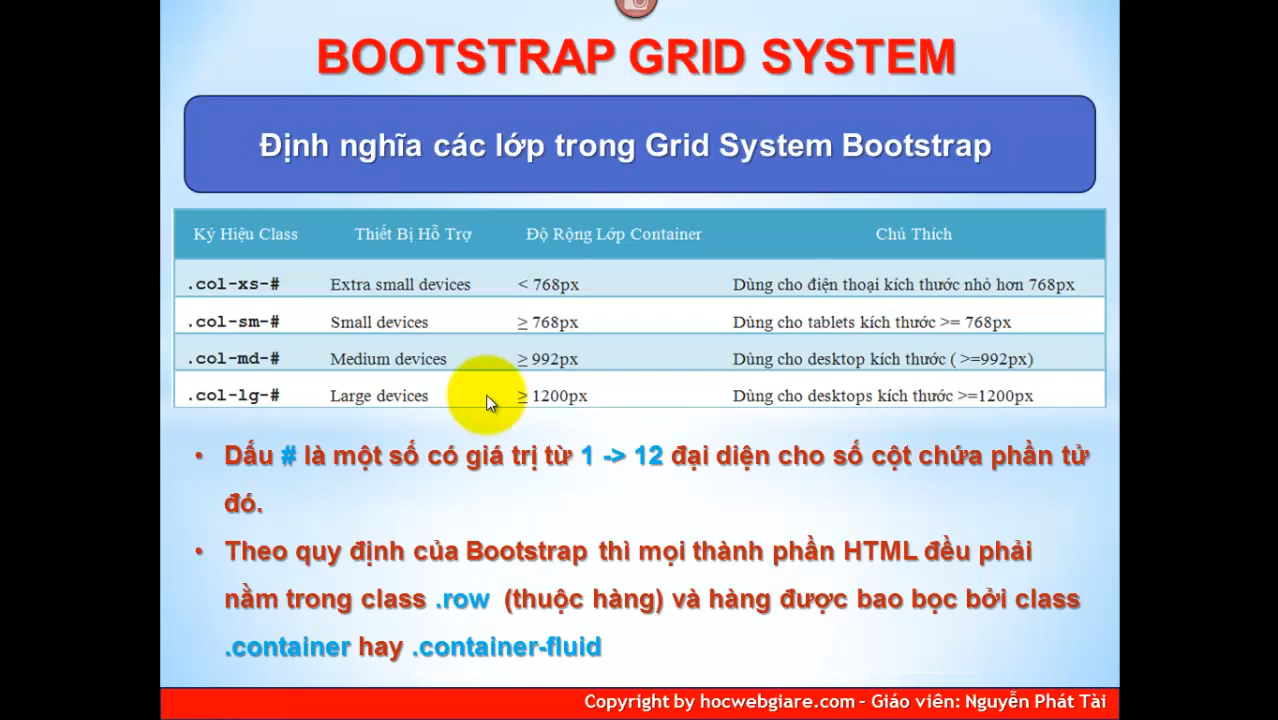 BOOTSTRAP GRID SYSTEM
Định nghĩa các lớp trong Grid System Bootstrap
Ký Hiệu Class Thiết Bị Hỗ Trợ Độ Rộng Lớp Container Chú Thích
.col-xs-# Extra small devices < 768px Dùng cho điện thoại kích thước nhỏ hơn 768px
.col-sm-# Small devices ≥ 768px Dùng cho tablets kích thước >= 768px
.col-md-# Medium devices ≥ 992px Dùng cho desktop kích thước ( >=992px)
.col-lg-# Large devices ≥ 1200px Dùng cho desktops kích thước >=1200px
• Dấu # là một số có giá trị từ 1 -> 12 đại diện cho số cột chứa phần tử
đó.
• Theo quy định của Bootstrap thì mọi thành phần HTML đều phải
nằm trong class .row (thuộc hàng) và hàng được bao bọc bởi class
.container hay .container-fluid
Copyright by hocwebgiare.com - Giáo viên: Nguyễn Phát Tài